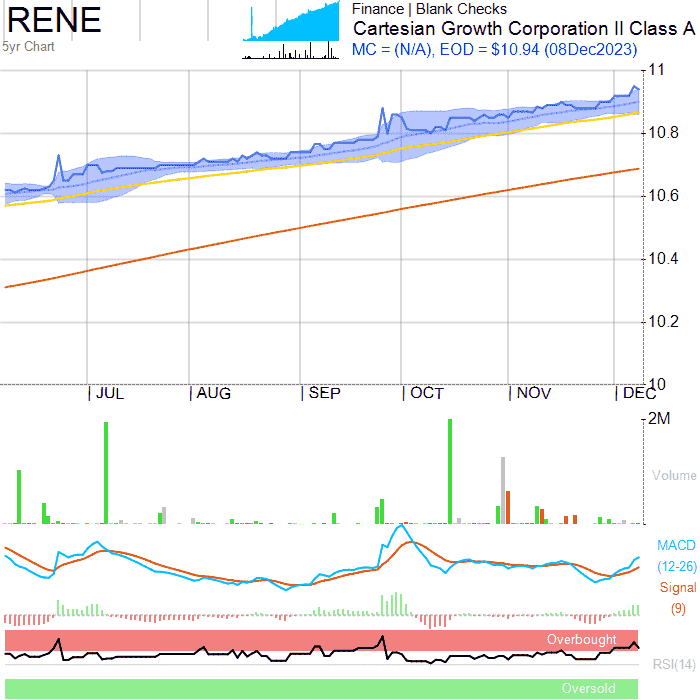 RENE
5yr Chart
Finance | Blank Checks
Cartesian Growth Corporation II Class A
MC = (N/A), EOD = $10.94 (08Dec2023)
11
10.8
10.6
10.4
10.2
10
JUL AUG SEP OCT NOV DEC
2M
Volume
MACD
(12-26)
Signal
(9)
Overbought
RSI(14)
Oversold